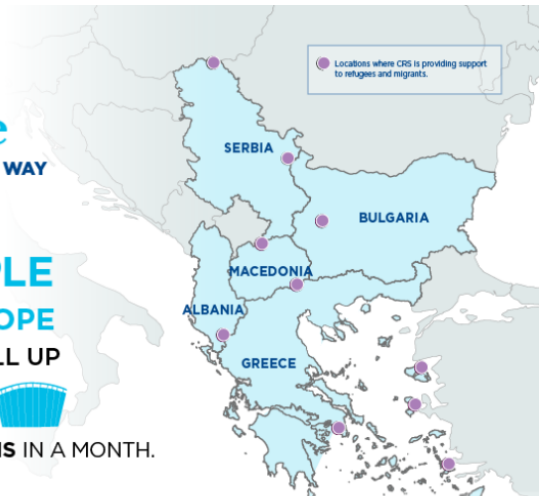 e
WAY
PLE
OPE
LL UP
IS IN A MONTH.
Locations where CRS is providing support
to refugees and migrants.
SERBIA
BULGARIA
MACEDONIA
ALBANIA
GREECE